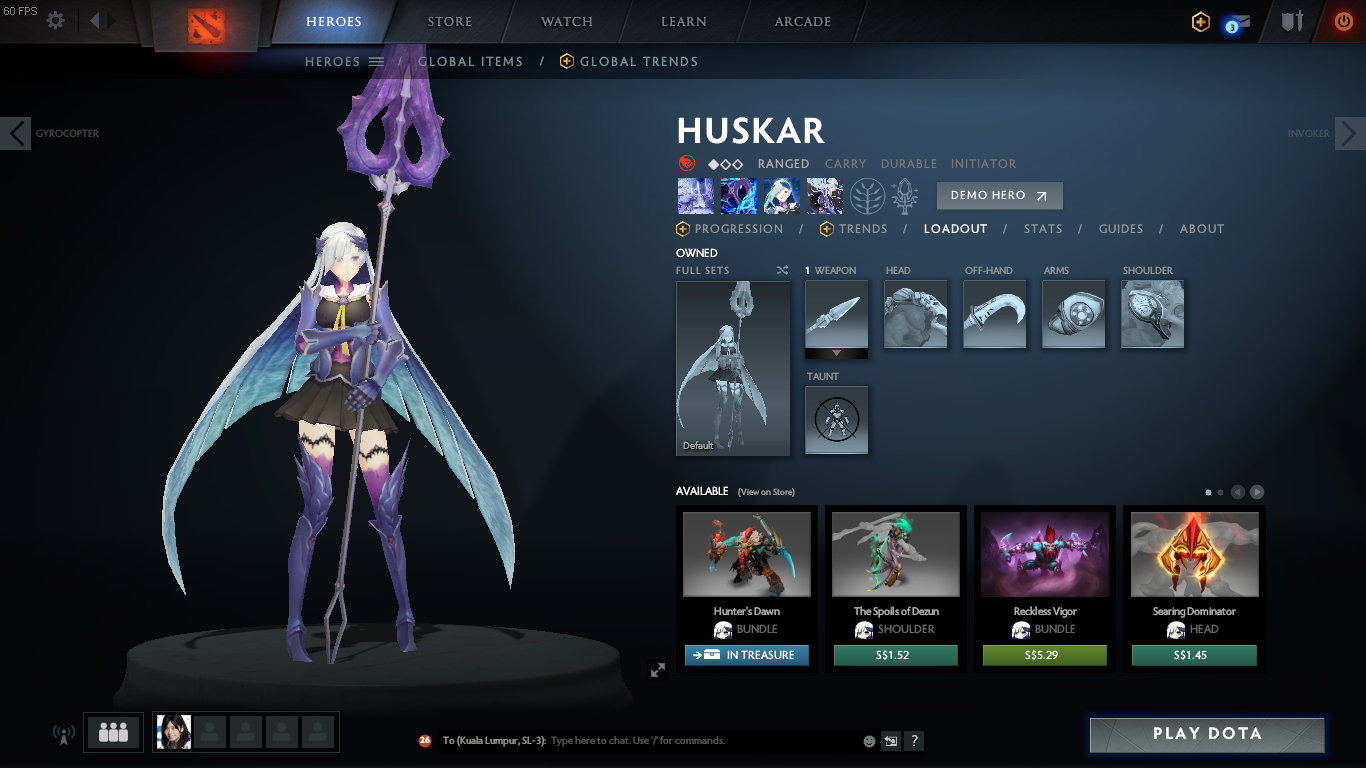 60 FPS
HEROES STORE WATCH LEARN ARCADE
3
HEROES / GLOBAL ITEMS / GLOBAL TRENDS
GYROCOPTER
INVOKER
HUSKAR
RANGED CARRY DURABLE INITIATOR
DEMO HERO
PROGRESSION / TRENDS / LOADOUT / STATS / GUIDES / ABOUT
OWNED
FULL SETS
Default
1 WEAPON HEAD OFF-HAND ARMS SHOULDER
TAUNT
AVAILABLE (View on Store)
Hunter's Dawn
BUNDLE
IN TREASURE
The Spoils of Dezun
SHOULDER
S$1.52
Reckless Vigor
BUNDLE
S$5.29
Searing Dominator
HEAD
S$1.45
26 To (Kuala Lumpur, SL-3): Type here to chat. Use '/' for commands.
?
PLAY DOTA